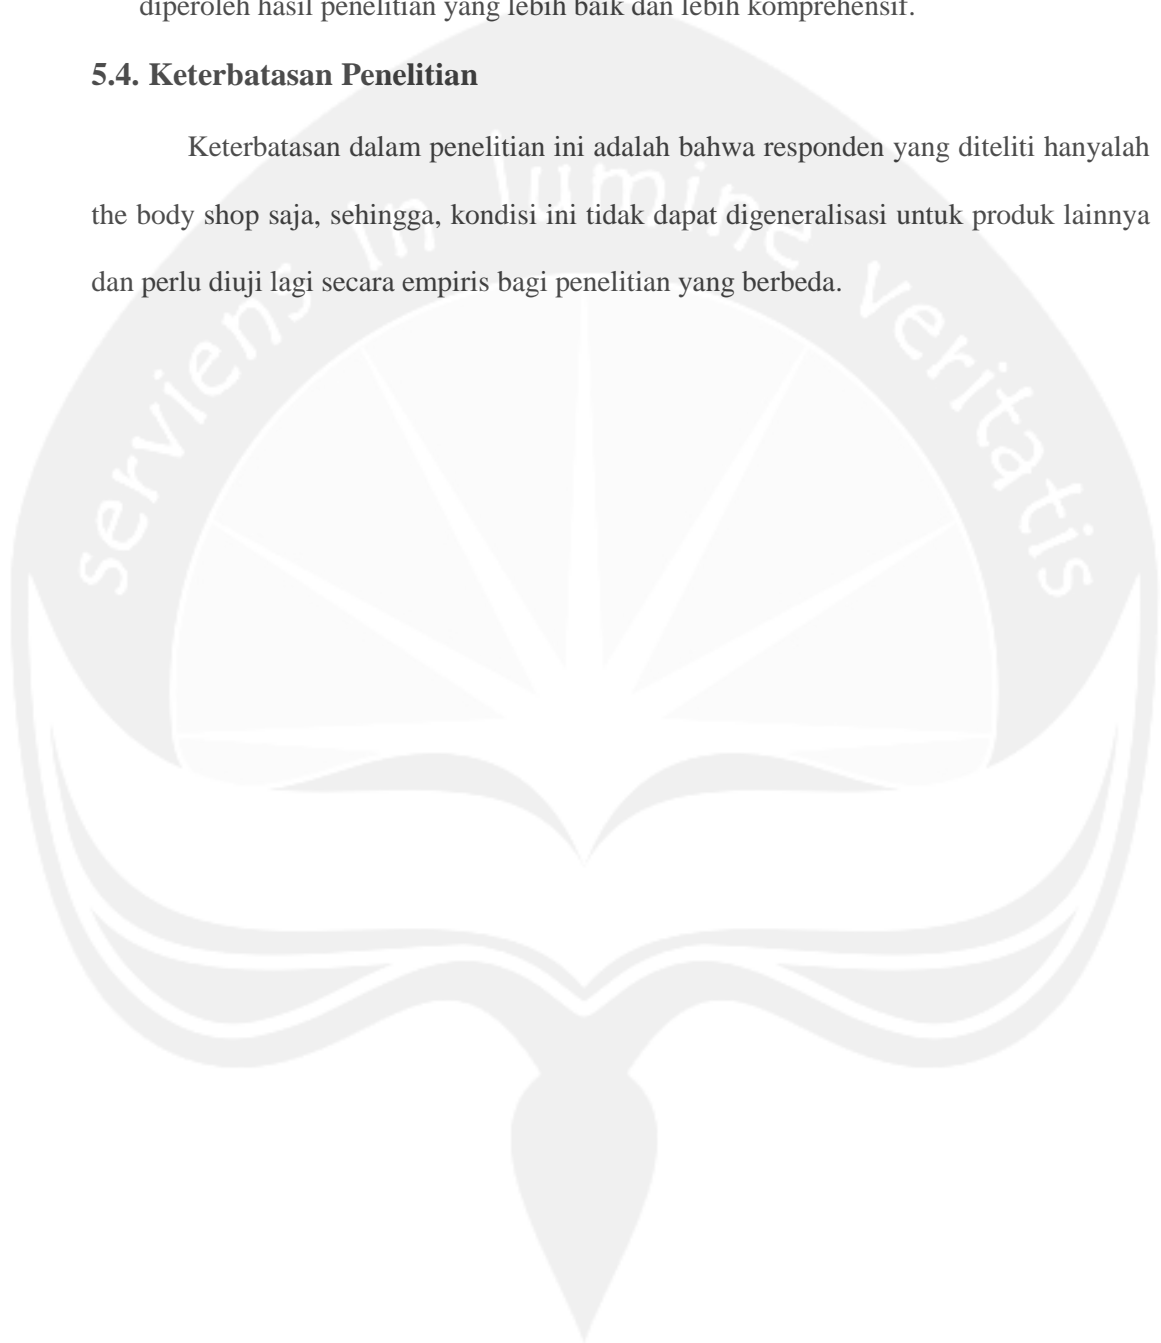 diperoleh hasil penelitian yang lebih baik dan lebih komprehensif.
5.4. Keterbatasan Penelitian
Keterbatasan dalam penelitian ini adalah bahwa responden yang diteliti hanyalah
the body shop saja, sehingga, kondisi ini tidak dapat digeneralisasi untuk produk lainnya
dan perlu diuji lagi secara empiris bagi penelitian yang berbeda.
serviens in lumine veritatis